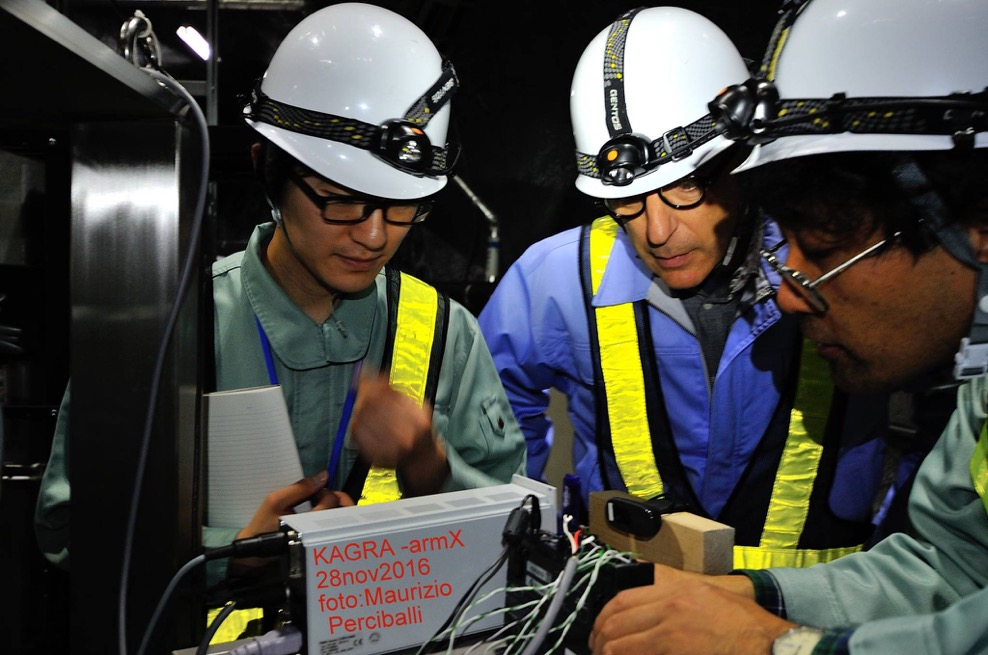 GENTOS
KAGRA -armX
28nov2016
foto:Maurizio
Perciballi